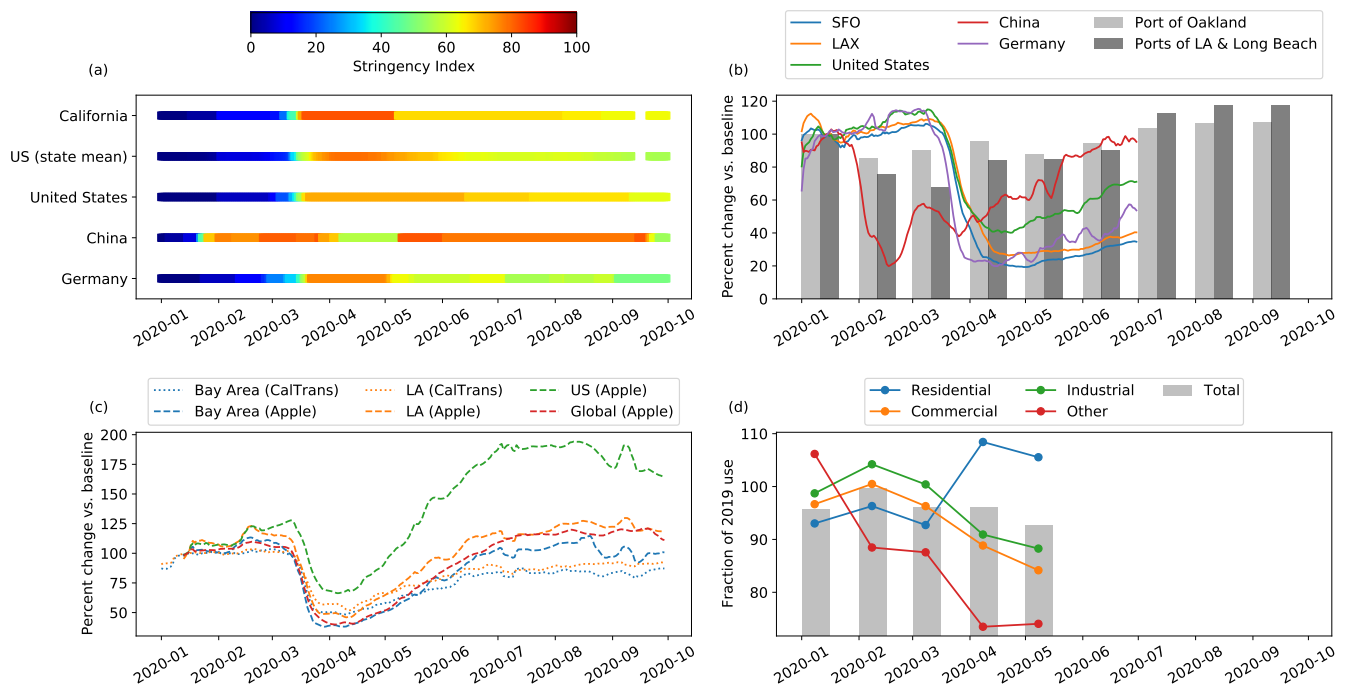 0 20 40 60 80 100
Stringency Index
(a)
California
US (state mean)
United States
China
Germany
2020-01 2020-02 2020-03 2020-04 2020-05 2020-06 2020-07 2020-08 2020-09 2020-10
(b)
SFO China Port of Oakland
LAX Germany Ports of LA & Long Beach
United States
Percent change vs. baseline
120
100
80
60
40
20
0
2020-01 2020-02 2020-03 2020-04 2020-05 2020-06 2020-07 2020-08 2020-09 2020-10
(c)
Bay Area (CalTrans) LA (CalTrans) US (Apple)
Bay Area (Apple) LA (Apple) Global (Apple)
Percent change vs. baseline
200
175
150
125
100
75
50
2020-01 2020-02 2020-03 2020-04 2020-05 2020-06 2020-07 2020-08 2020-09 2020-10
(d)
Residential Industrial Total
Commercial Other
Fraction of 2019 use
110
100
90
80
2020-01 2020-02 2020-03 2020-04 2020-05 2020-06 2020-07 2020-08 2020-09 2020-10